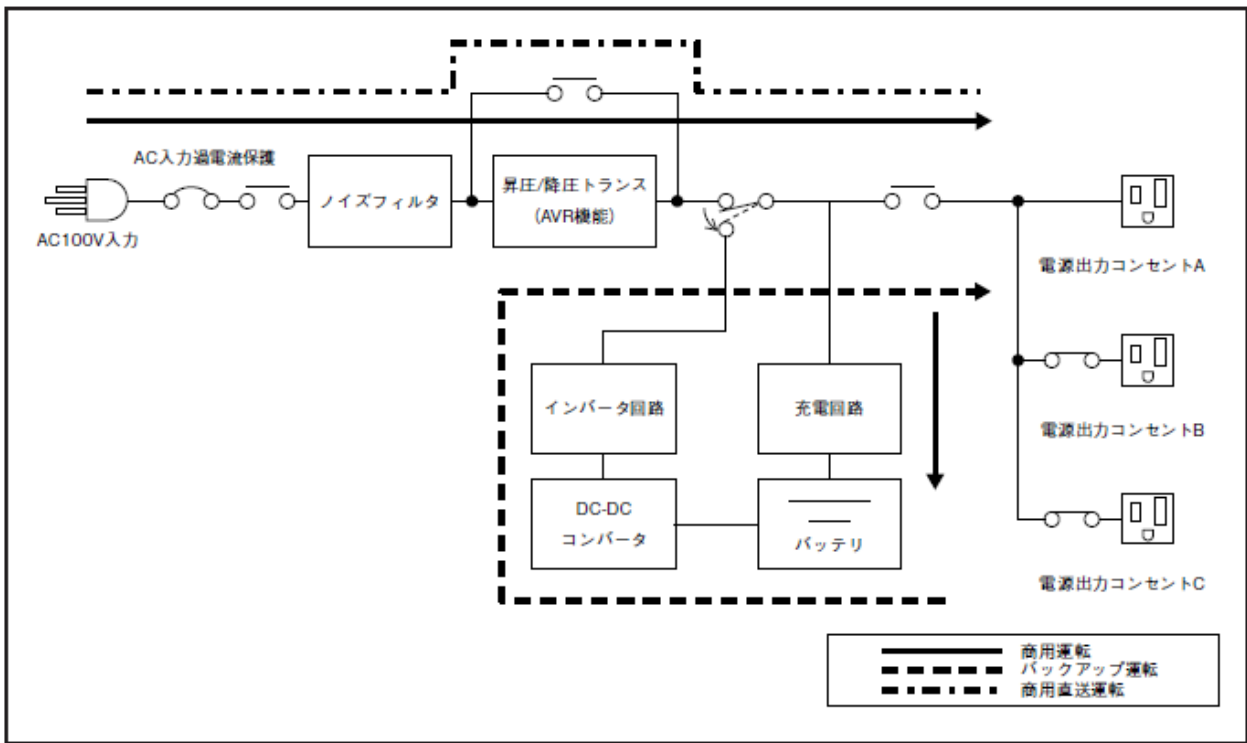 AC入力過電流保護
AC100V入力
ノイズフィルタ
昇圧/降圧トランス
(AVR機能)
電源出力コンセントA
インバータ回路
充電回路
電源出力コンセントB
DC-DC
コンバータ
バッテリ
電源出力コンセントC
商用運転
バックアップ運転
商用直送運転